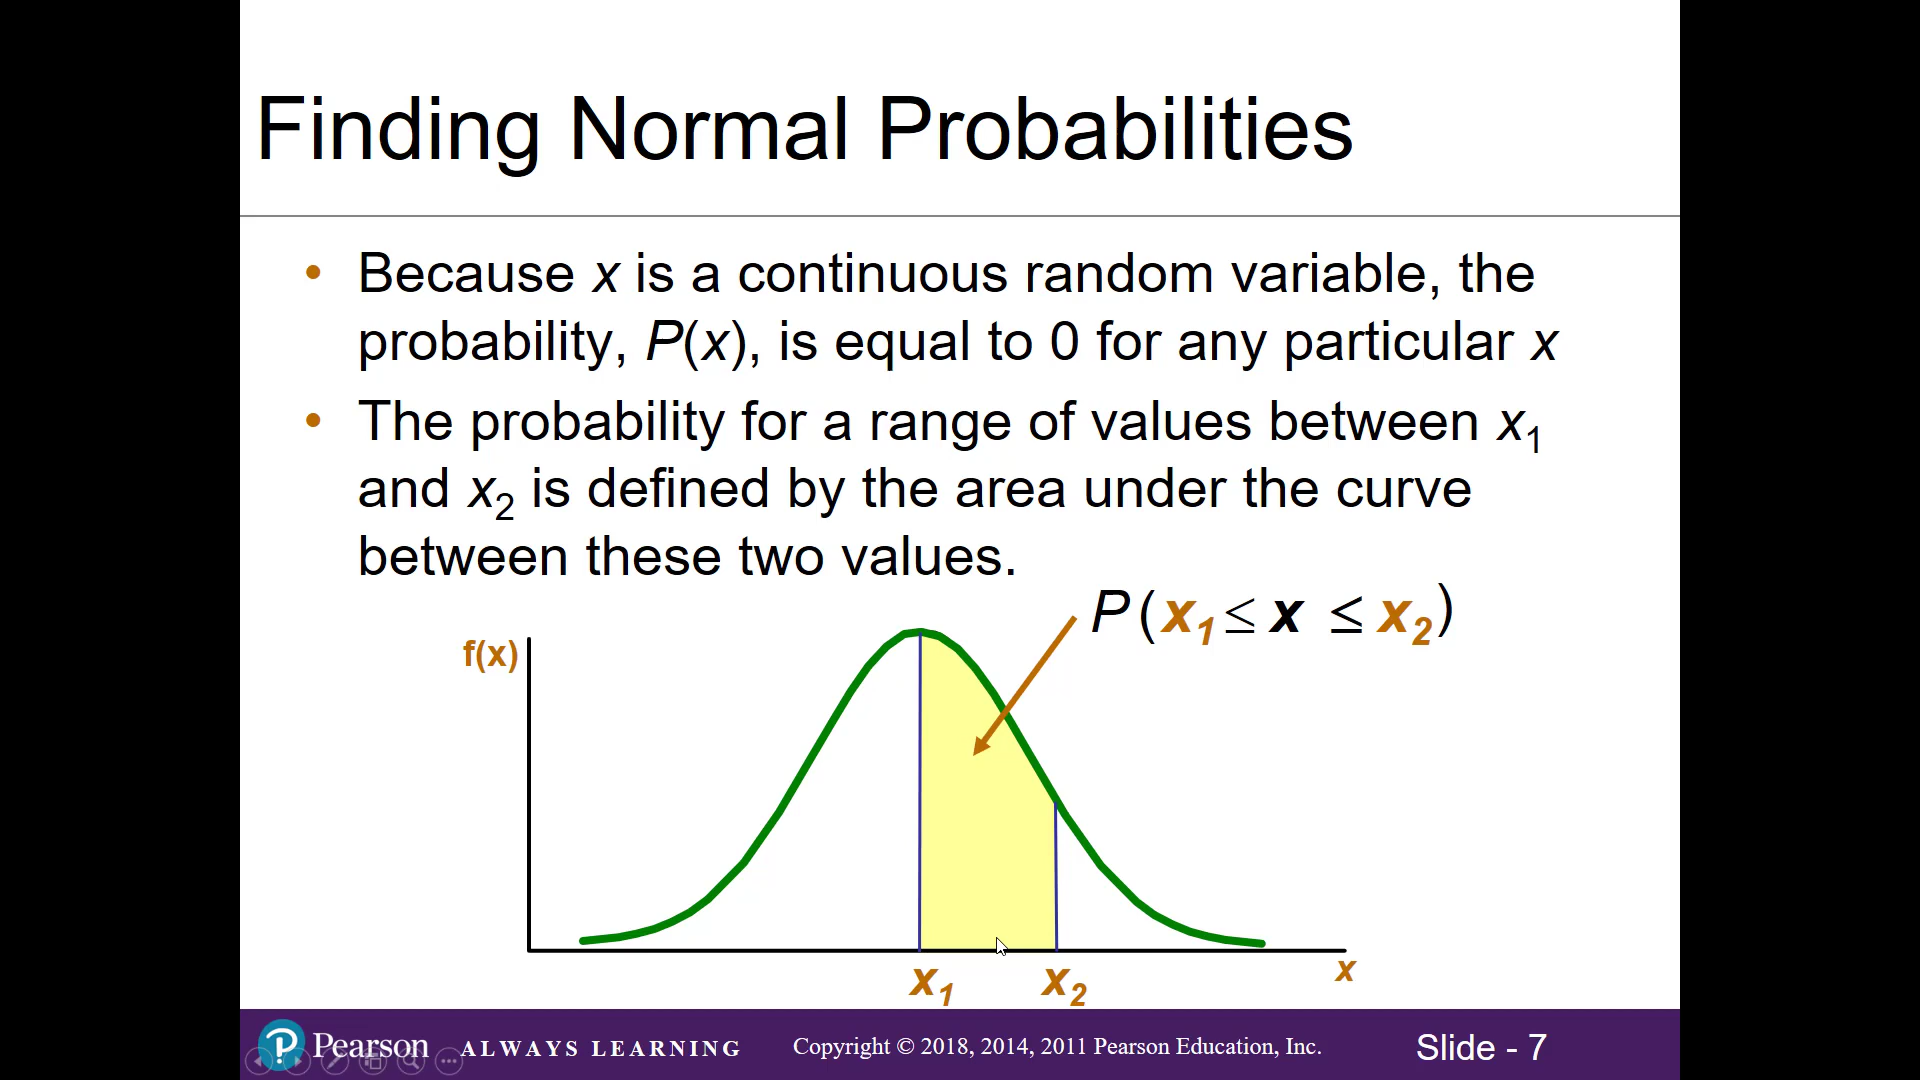 Finding Normal Probabilities
• Because x is a continuous random variable, the
probability, P(x), is equal to 0 for any particular x
• The probability for a range of values between x₁
and x₂ is defined by the area under the curve
between these two values.
P(x₁ ≤ x ≤ x₂)
f(x)
x
x₁ x₂
Pearson ALWAYS LEARNING Copyright © 2018, 2014, 2011 Pearson Education, Inc. Slide - 7